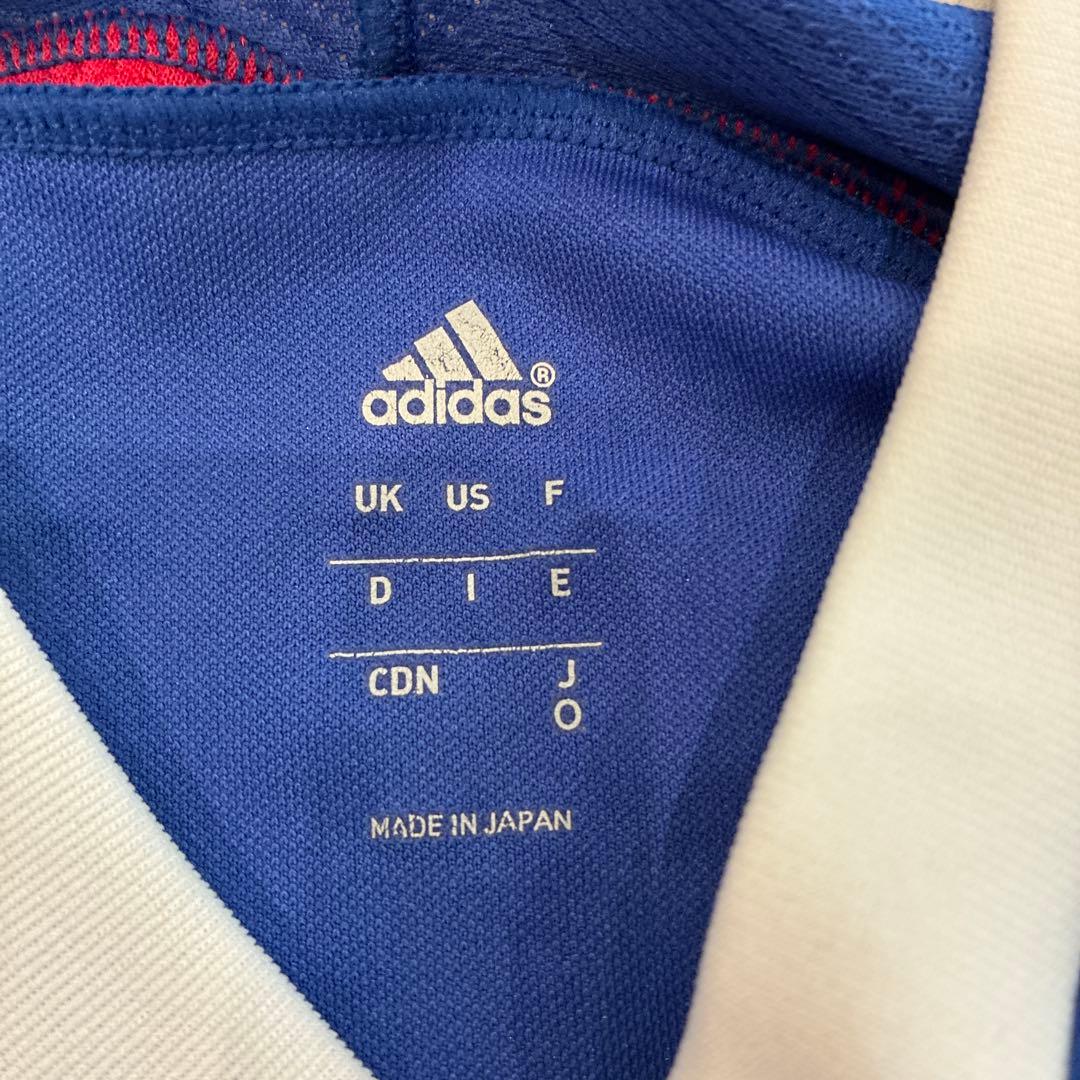 adidas®
UK US F
D I E
CDN J
O
MADE IN JAPAN